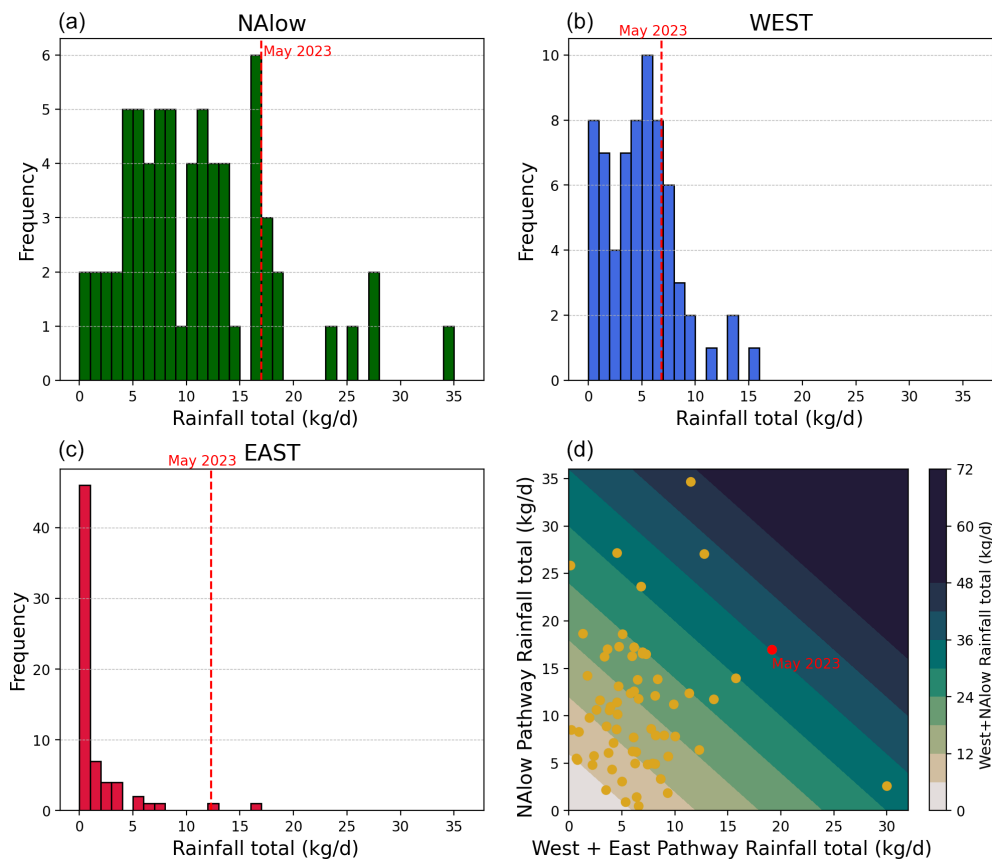 (a)
NAlow
May 2023
6
5
4
3
2
1
0
Frequency
0 5 10 15 20 25 30 35
Rainfall total (kg/d)
(b)
WEST
May 2023
10
8
6
4
2
0
Frequency
0 5 10 15 20 25 30 35
Rainfall total (kg/d)
(c)
EAST
May 2023
40
30
20
10
0
Frequency
0 5 10 15 20 25 30 35
Rainfall total (kg/d)
(d)
35
30
25
20
15
10
5
0
NAlow Pathway Rainfall total (kg/d)
May 2023
0 5 10 15 20 25 30
West + East Pathway Rainfall total (kg/d)
72
60
48
36
24
12
0
West+NAlow Rainfall total (kg/d)